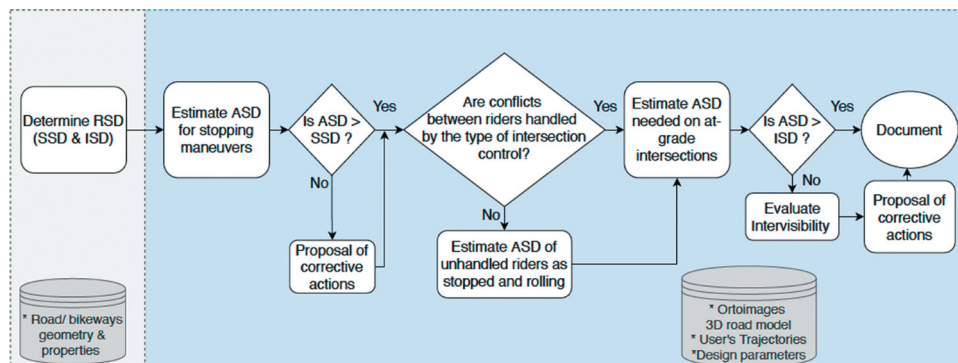 Determine RSD
(SSD & ISD)
* Road/ bikeways
geometry &
properties
Estimate ASD
for stopping
maneuvers
Is ASD >
SSD ?
Yes
No
Proposal of
corrective
actions
Are conflicts
between riders handled
by the type of intersection
control?
Yes
No
Estimate ASD of
unhandled riders as
stopped and rolling
Estimate ASD
needed on at-
grade
intersections
Is ASD >
ISD ?
Yes
No
Evaluate
Intervisibility
Proposal of
corrective
actions
Document
* Ortoimages
3D road model
* User's Trajectories
*Design parameters